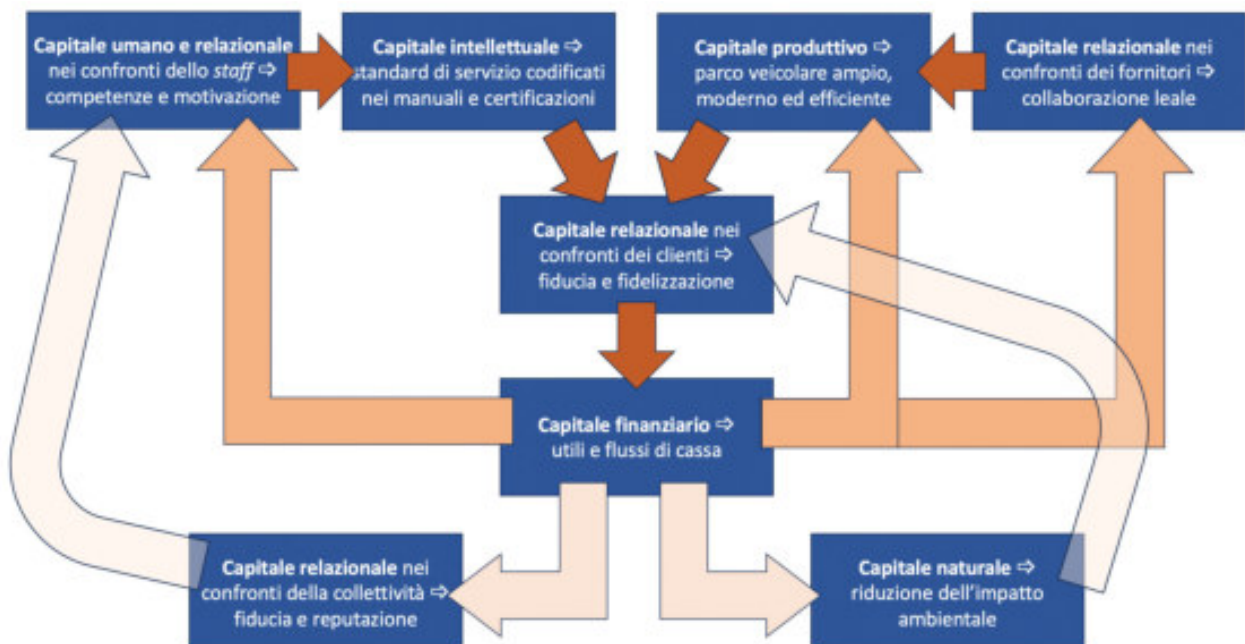 Capitale umano e relazionale
nei confronti dello staff ⇨
competenze e motivazione
Capitale intellettuale ⇨
standard di servizio codificati
nei manuali e certificazioni
Capitale produttivo ⇨
parco veicolare ampio,
moderno ed efficiente
Capitale relazionale nei
confronti dei fornitori ⇨
collaborazione leale
Capitale relazionale nei
confronti dei clienti ⇨
fiducia e fidelizzazione
Capitale finanziario ⇨
utili e flussi di cassa
Capitale relazionale nei
confronti della collettività ⇨
fiducia e reputazione
Capitale naturale ⇨
riduzione dell'impatto
ambientale